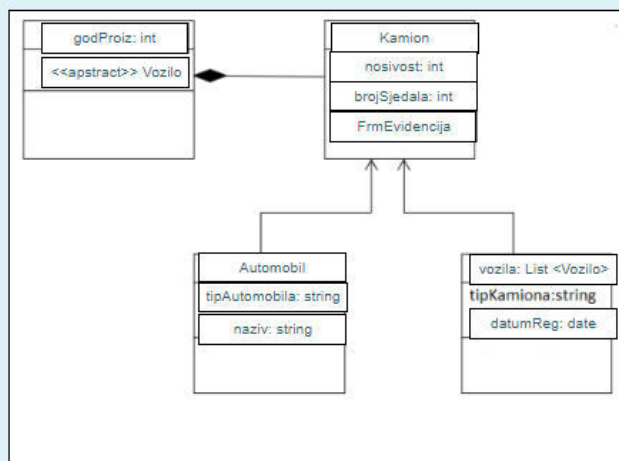 godProiz: int
<<apstract>> Vozilo
Kamion
nosivost: int
brojSjedala: int
FrmEvidencija
Automobil
tipAutomobila: string
naziv: string
vozila: List <Vozilo>
tipKamiona:string
datumReg: date